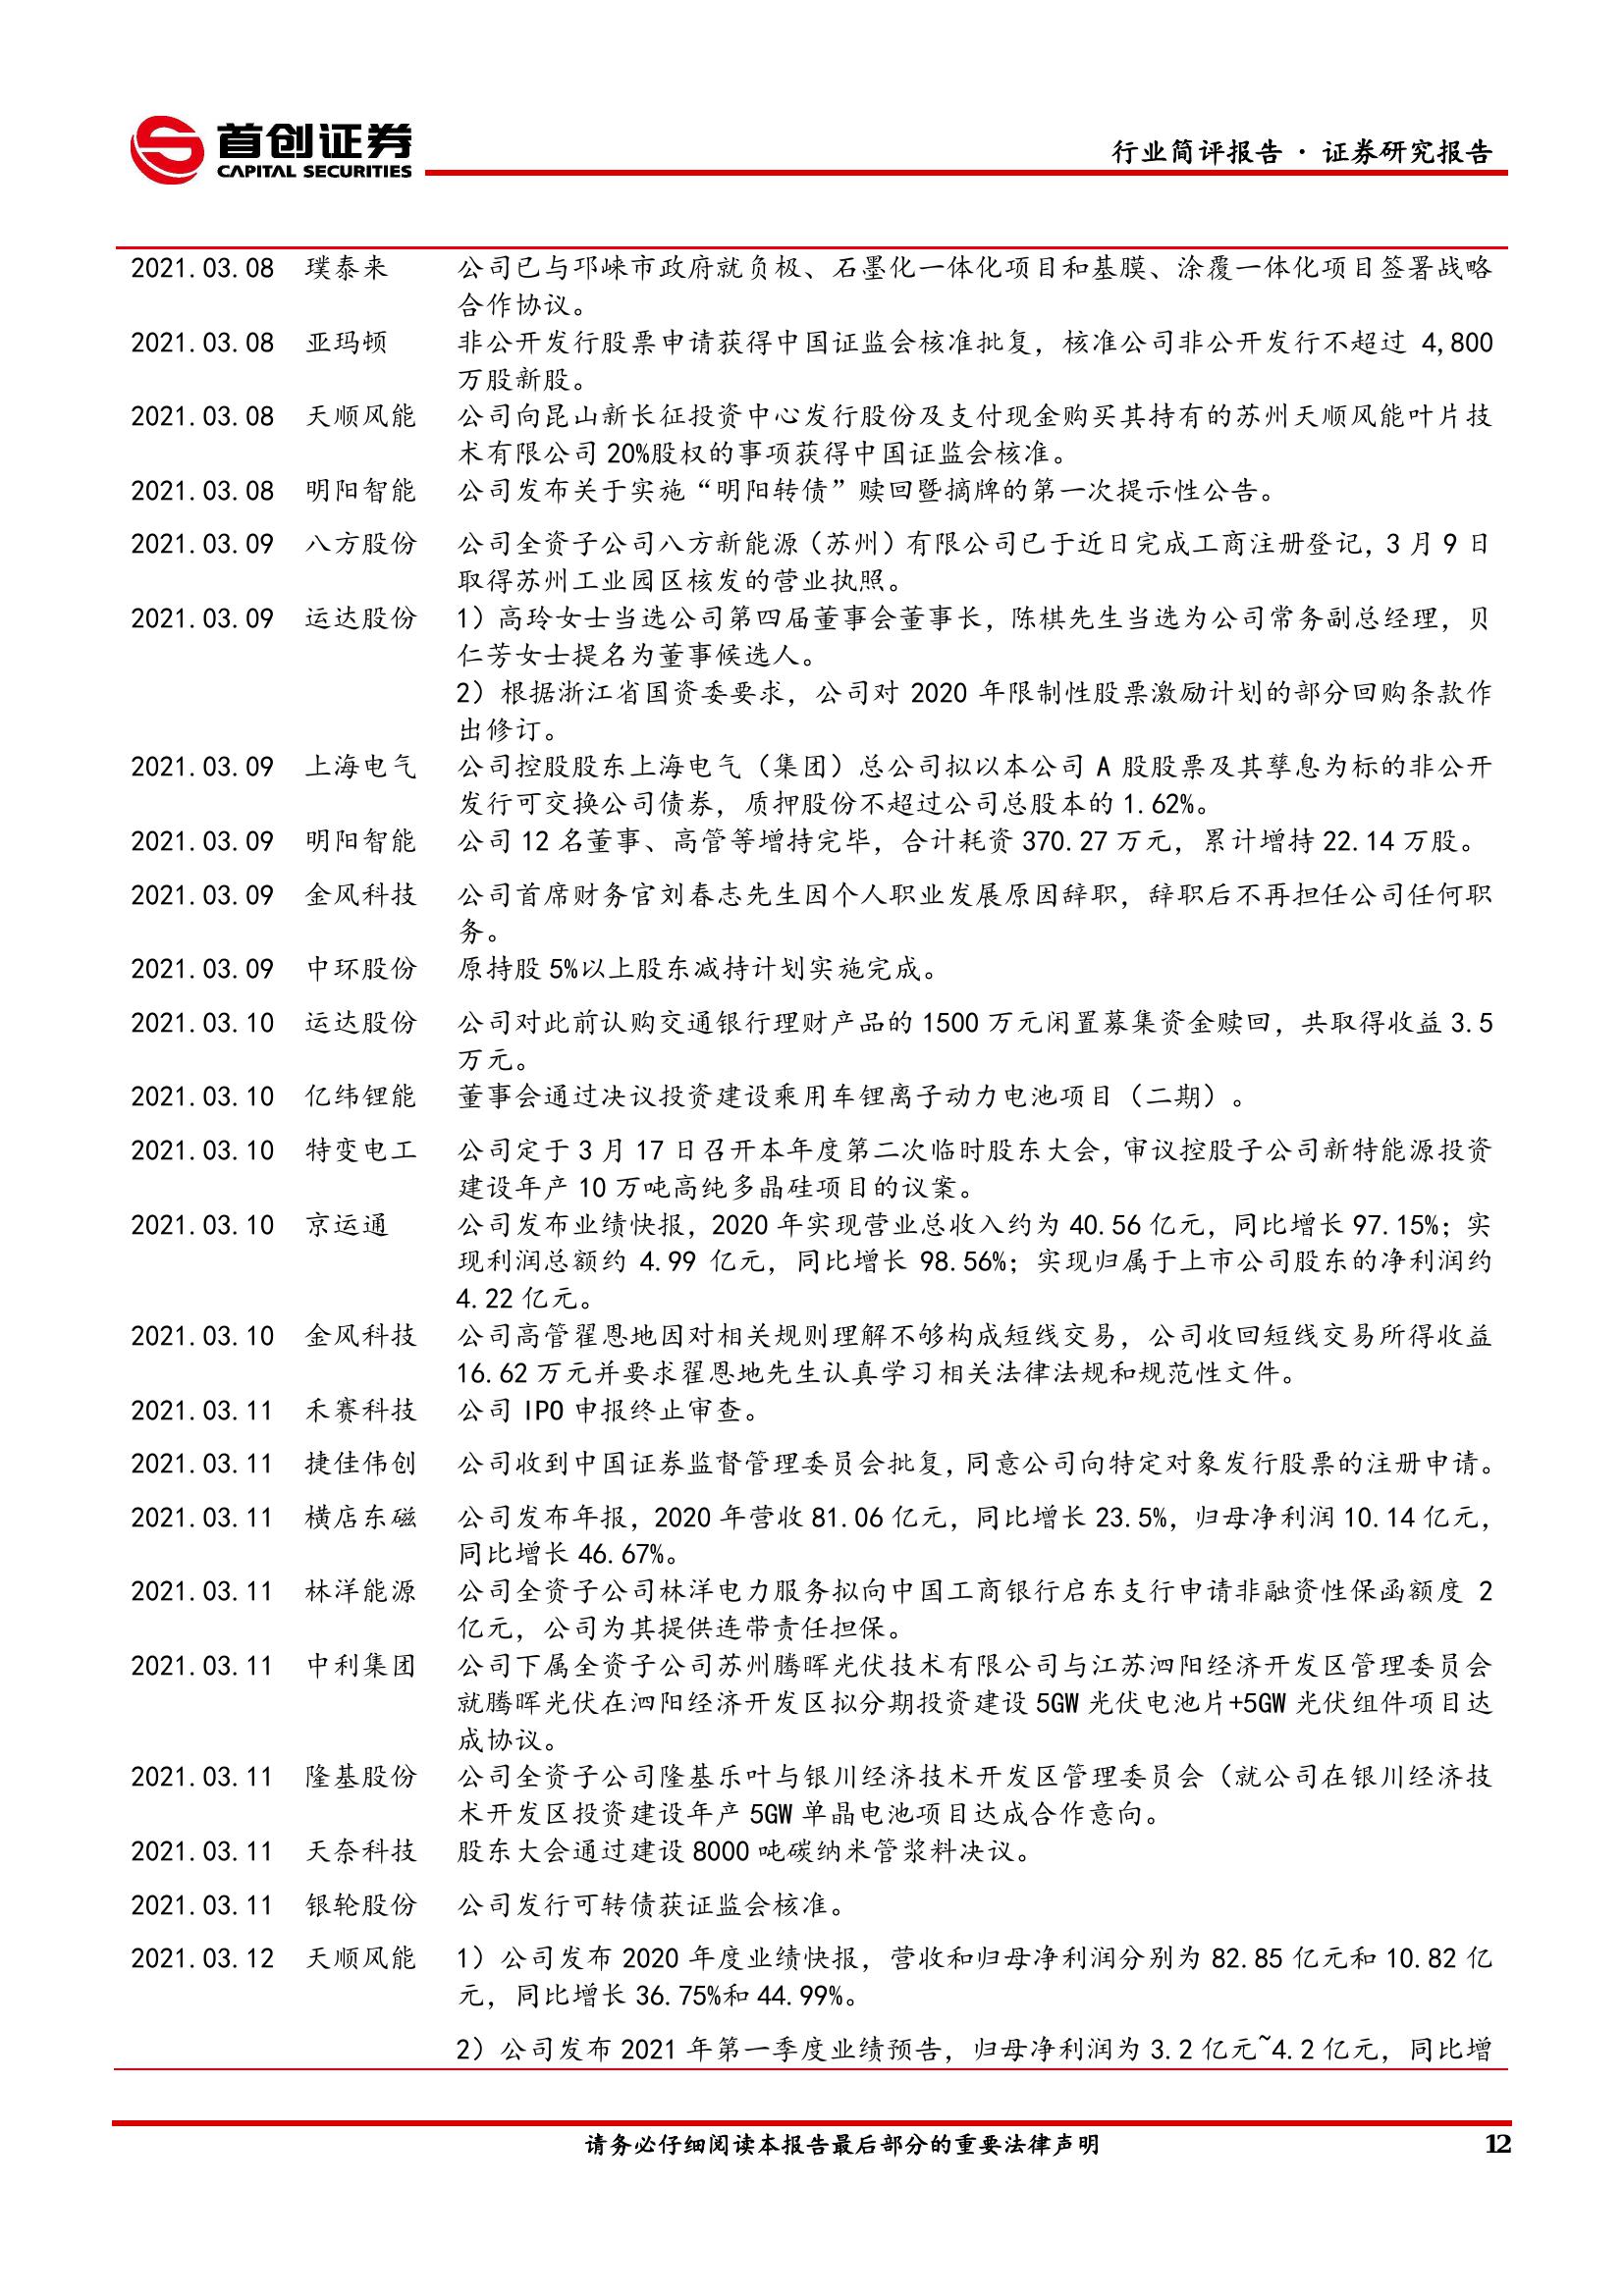 首创证券
CAPITAL SECURITIES
行业简评报告 · 证券研究报告
2021.03.08 璞泰来 公司已与邛崃市政府就负极、石墨化一体化项目和基膜、涂覆一体化项目签署战略
合作协议。
2021.03.08 亚玛顿 非公开发行股票申请获得中国证监会核准批复，核准公司非公开发行不超过 4,800
万股新股。
2021.03.08 天顺风能 公司向昆山新长征投资中心发行股份及支付现金购买其持有的苏州天顺风能叶片技
术有限公司 20%股权的事项获得中国证监会核准。
2021.03.08 明阳智能 公司发布关于实施“明阳转债”赎回暨摘牌的第一次提示性公告。
2021.03.09 八方股份 公司全资子公司八方新能源（苏州）有限公司已于近日完成工商注册登记，3 月 9 日
取得苏州工业园区核发的营业执照。
2021.03.09 运达股份 1）高玲女士当选公司第四届董事会董事长，陈棋先生当选为公司常务副总经理，贝
仁芳女士提名为董事候选人。
2）根据浙江省国资委要求，公司对 2020 年限制性股票激励计划的部分回购条款作
出修订。
2021.03.09 上海电气 公司控股股东上海电气（集团）总公司拟以本公司 A 股股票及其孳息为标的非公开
发行可交换公司债券，质押股份不超过公司总股本的 1.62%。
2021.03.09 明阳智能 公司 12 名董事、高管等增持完毕，合计耗资 370.27 万元，累计增持 22.14 万股。
2021.03.09 金风科技 公司首席财务官刘春志先生因个人职业发展原因辞职，辞职后不再担任公司任何职
务。
2021.03.09 中环股份 原持股 5%以上股东减持计划实施完成。
2021.03.10 运达股份 公司对此前认购交通银行理财产品的 1500 万元闲置募集资金赎回，共取得收益 3.5
万元。
2021.03.10 亿纬锂能 董事会通过决议投资建设乘用车锂离子动力电池项目（二期）。
2021.03.10 特变电工 公司定于 3 月 17 日召开本年度第二次临时股东大会，审议控股子公司新特能源投资
建设年产 10 万吨高纯多晶硅项目的议案。
2021.03.10 京运通 公司发布业绩快报，2020 年实现营业总收入约为 40.56 亿元，同比增长 97.15%；实
现利润总额约 4.99 亿元，同比增长 98.56%；实现归属于上市公司股东的净利润约
4.22 亿元。
2021.03.10 金风科技 公司高管翟恩地因对相关规则理解不够构成短线交易，公司收回短线交易所得收益
16.62 万元并要求翟恩地先生认真学习相关法律法规和规范性文件。
2021.03.11 禾赛科技 公司 IPO 申报终止审查。
2021.03.11 捷佳伟创 公司收到中国证券监督管理委员会批复，同意公司向特定对象发行股票的注册申请。
2021.03.11 横店东磁 公司发布年报，2020 年营收 81.06 亿元，同比增长 23.5%，归母净利润 10.14 亿元，
同比增长 46.67%。
2021.03.11 林洋能源 公司全资子公司林洋电力服务拟向中国工商银行启东支行申请非融资性保函额度 2
亿元，公司为其提供连带责任担保。
2021.03.11 中利集团 公司下属全资子公司苏州腾晖光伏技术有限公司与江苏泗阳经济开发区管理委员会
就腾晖光伏在泗阳经济开发区拟分期投资建设 5GW 光伏电池片+5GW 光伏组件项目达
成协议。
2021.03.11 隆基股份 公司全资子公司隆基乐叶与银川经济技术开发区管理委员会（就公司在银川经济技
术开发区投资建设年产 5GW 单晶电池项目达成合作意向。
2021.03.11 天奈科技 股东大会通过建设 8000 吨碳纳米管浆料决议。
2021.03.11 银轮股份 公司发行可转债获证监会核准。
2021.03.12 天顺风能 1）公司发布 2020 年度业绩快报，营收和归母净利润分别为 82.85 亿元和 10.82 亿
元，同比增长 36.75%和 44.99%。
2）公司发布 2021 年第一季度业绩预告，归母净利润为 3.2 亿元~4.2 亿元，同比增
请务必仔细阅读本报告最后部分的重要法律声明 12